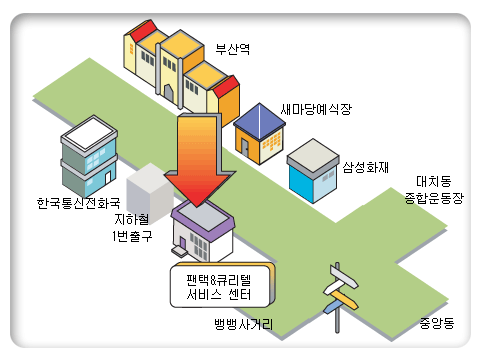 부산역
새마당예식장
삼성화재
대치동
종합운동장
한국통신전화국
지하철
1번출구
팬택&큐리텔
서비스 센터
뱅뱅사거리
중앙동